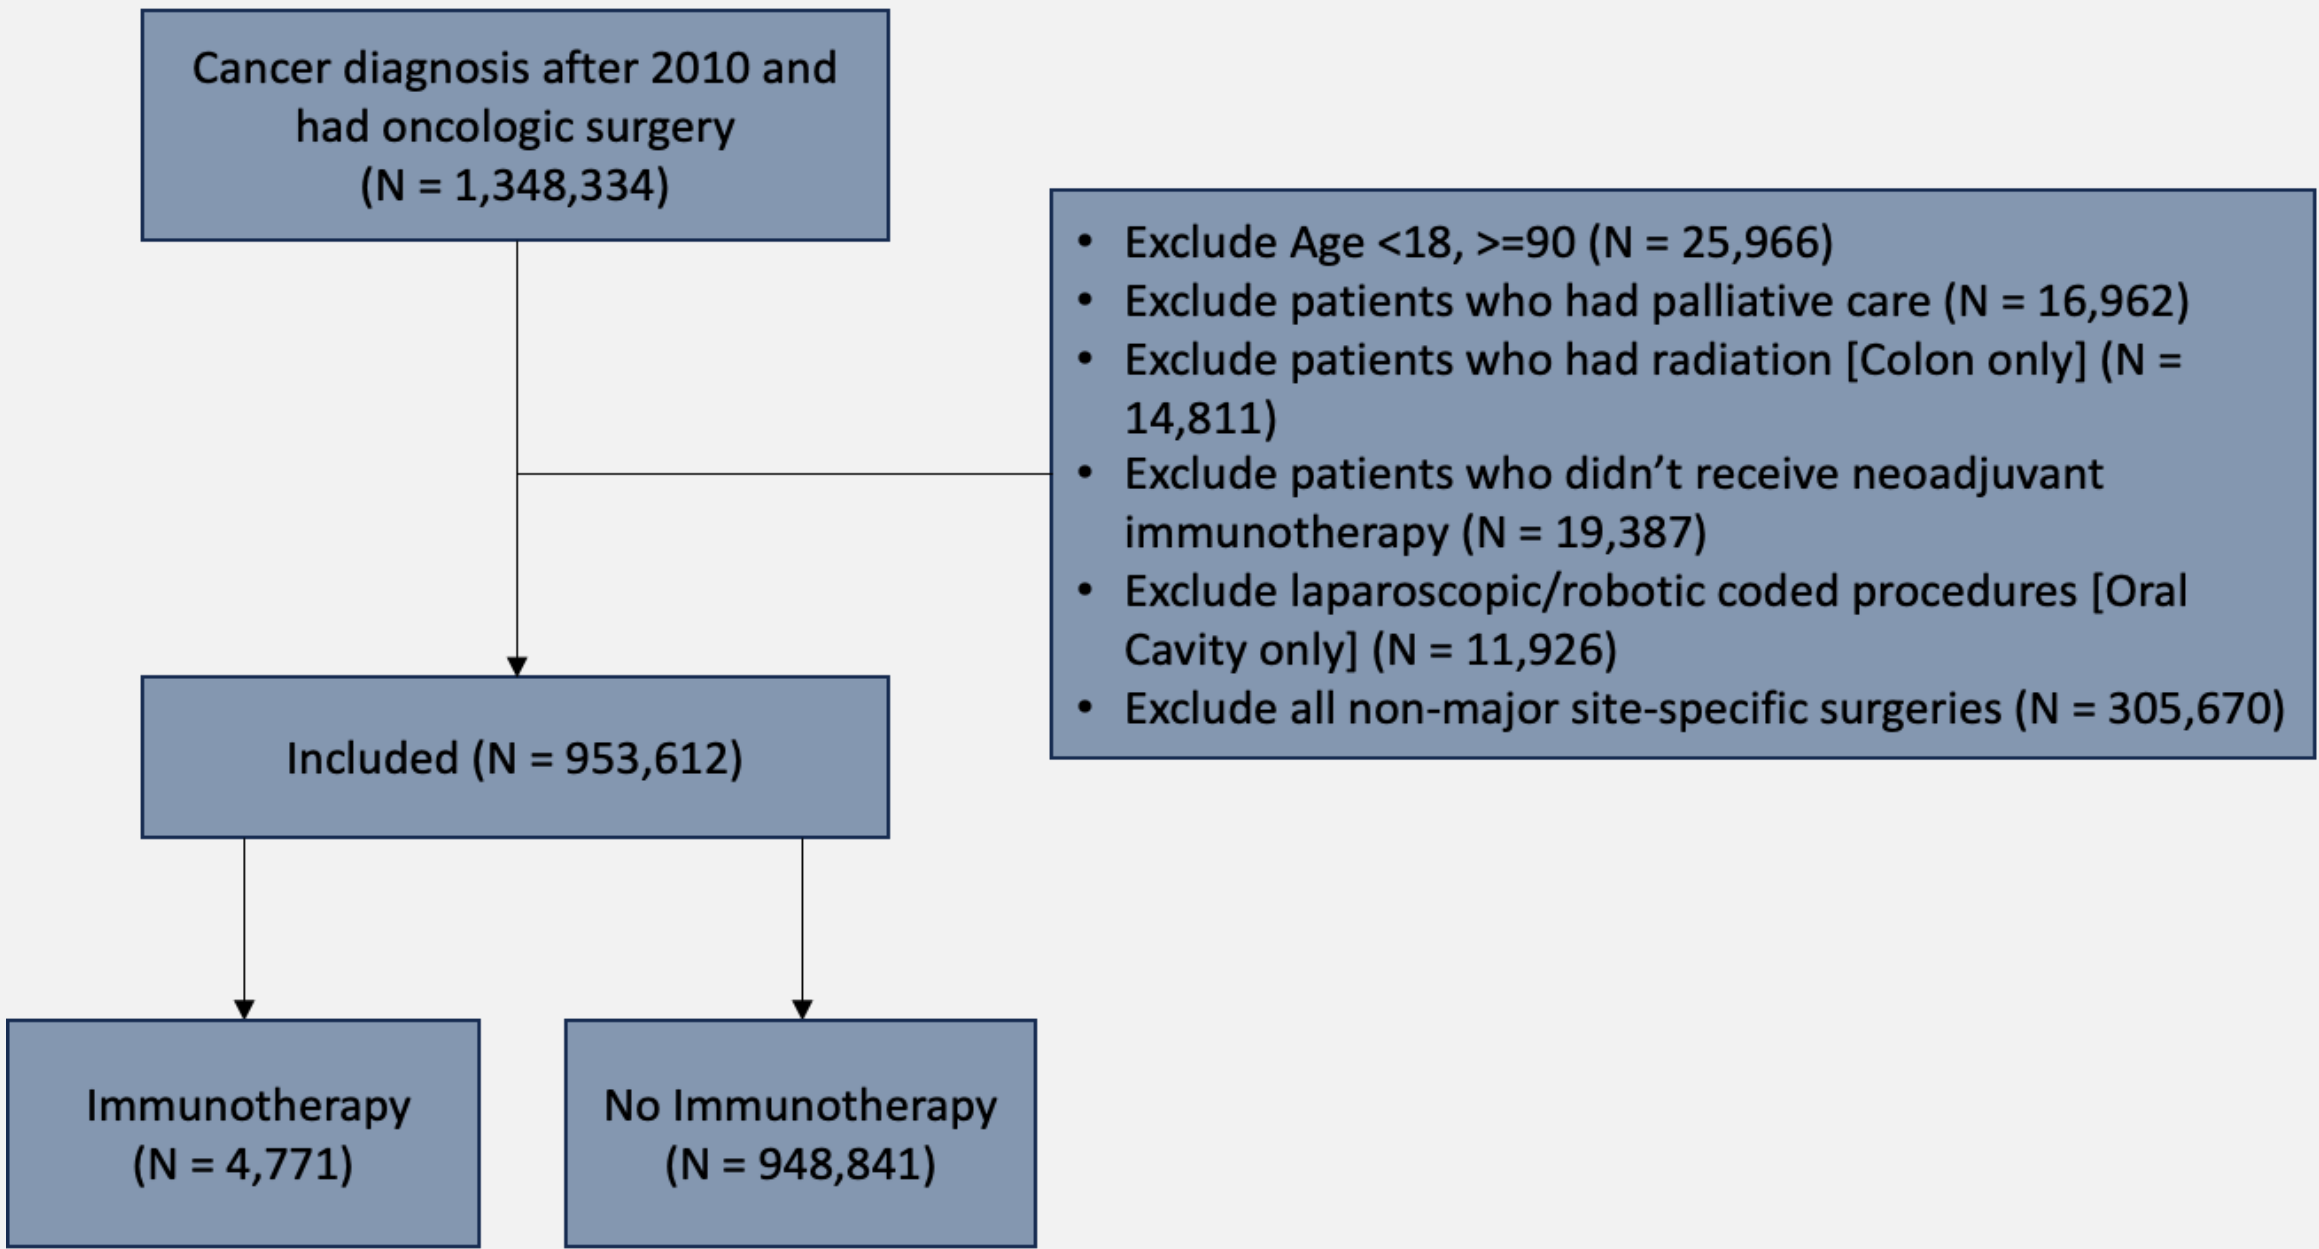 Cancer diagnosis after 2010 and
had oncologic surgery
(N = 1,348,334)
• Exclude Age <18, >=90 (N = 25,966)
• Exclude patients who had palliative care (N = 16,962)
• Exclude patients who had radiation [Colon only] (N =
14,811)
• Exclude patients who didn’t receive neoadjuvant
immunotherapy (N = 19,387)
• Exclude laparoscopic/robotic coded procedures [Oral
Cavity only] (N = 11,926)
• Exclude all non-major site-specific surgeries (N = 305,670)
Included (N = 953,612)
Immunotherapy
(N = 4,771)
No Immunotherapy
(N = 948,841)